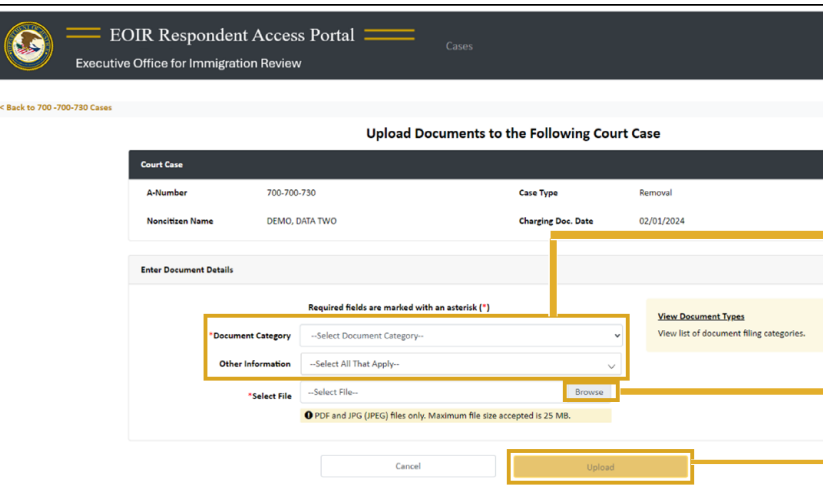 EOIR Respondent Access Portal
Cases
Executive Office for Immigration Review
< Back to 700 -700-730 Cases
Upload Documents to the Following Court Case
Court Case
A-Number 700-700-730 Case Type Removal
Noncitizen Name DEMO, DATA TWO Charging Doc. Date 02/01/2024
Enter Document Details
Required fields are marked with an asterisk (*)
*Document Category --Select Document Category--
Other Information --Select All That Apply--
*Select File --Select File-- Browse
PDF and JPG (JPEG) files only. Maximum file size accepted is 25 MB.
View Document Types
View list of document filing categories.
Cancel Upload